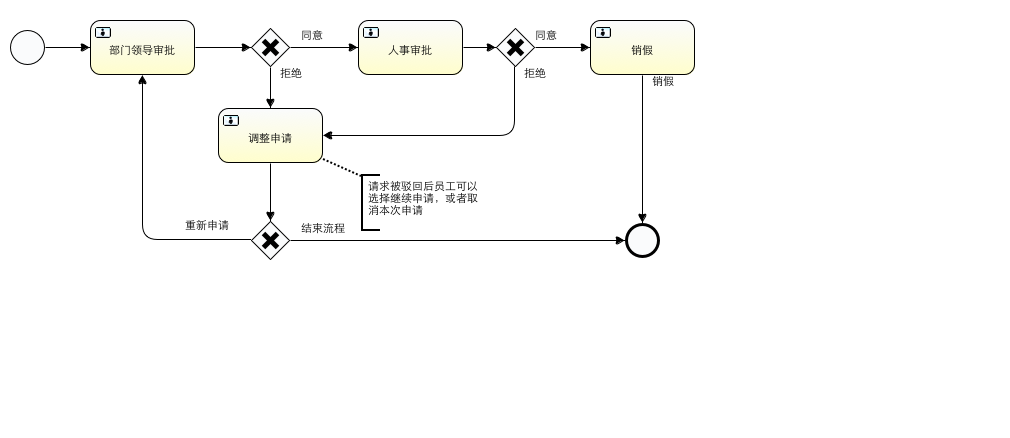 同意
同意
部门领导审批
人事审批
销假
拒绝
拒绝
销假
调整申请
请求被驳回后员工可以
选择继续申请，或者取
消本次申请
重新申请
结束流程